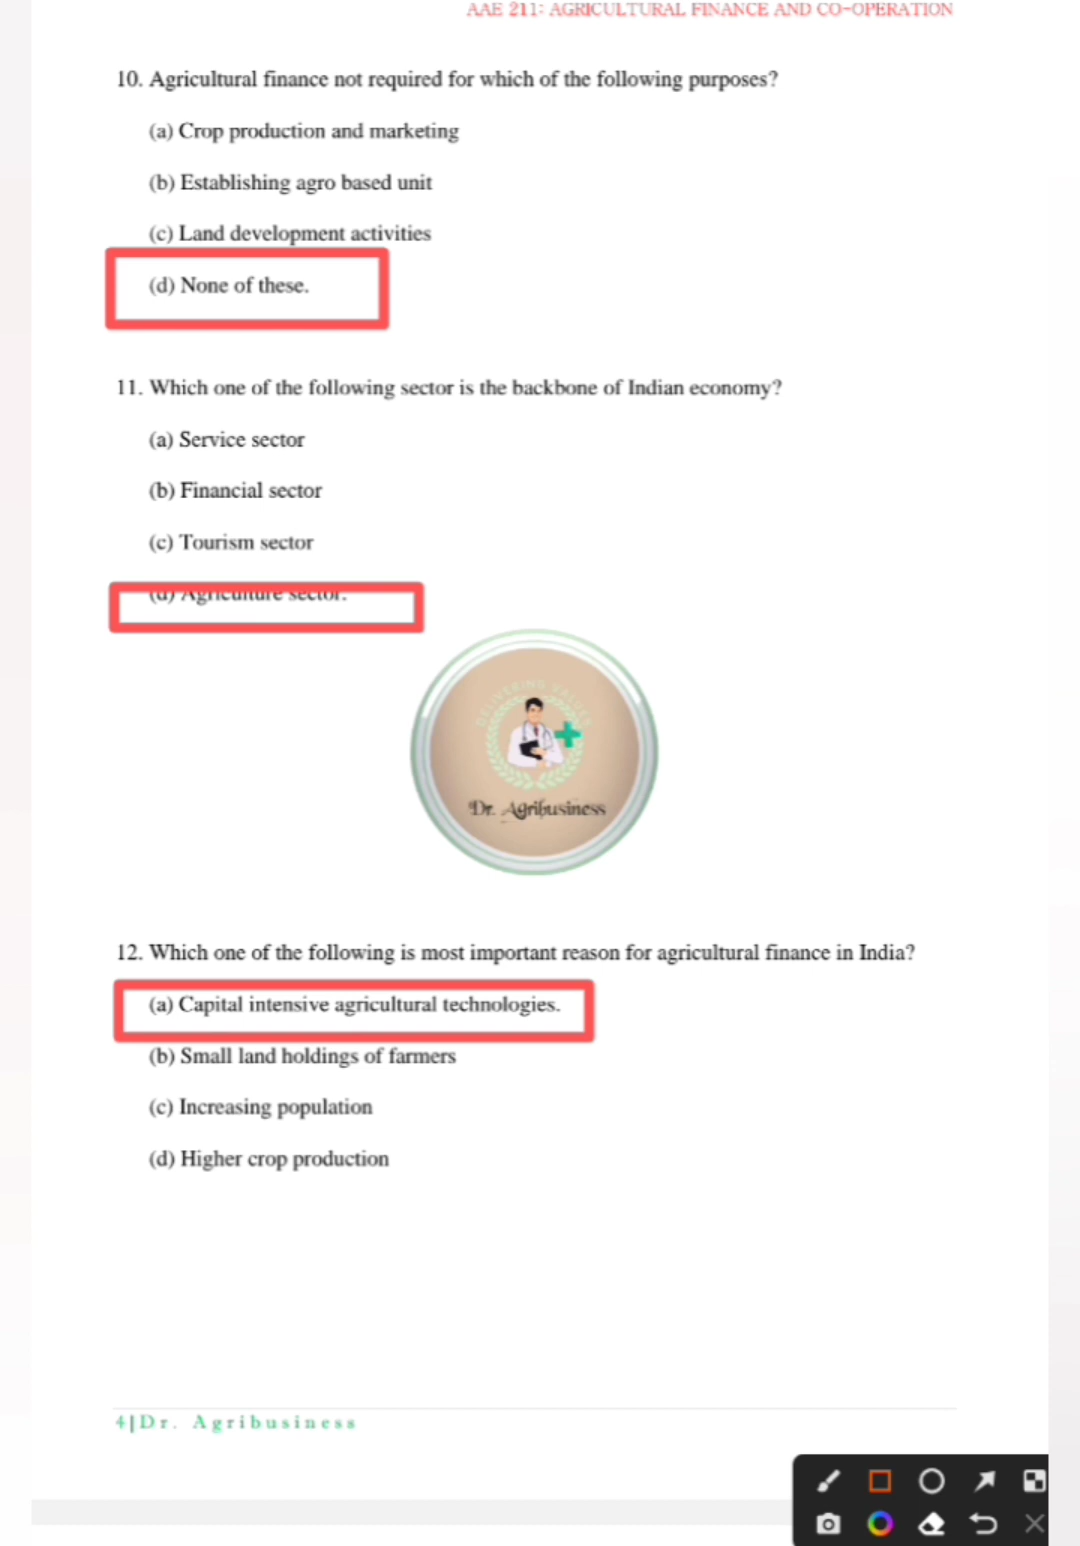 AAE 211: AGRICULTURAL FINANCE AND CO-OPERATION
10. Agricultural finance not required for which of the following purposes?
(a) Crop production and marketing
(b) Establishing agro based unit
(c) Land development activities
(d) None of these.
11. Which one of the following sector is the backbone of Indian economy?
(a) Service sector
(b) Financial sector
(c) Tourism sector
(d) Agriculture sector.
DELIVERING VALUES
Dr. Agribusiness
12. Which one of the following is most important reason for agricultural finance in India?
(a) Capital intensive agricultural technologies.
(b) Small land holdings of farmers
(c) Increasing population
(d) Higher crop production
4|Dr. Agribusiness